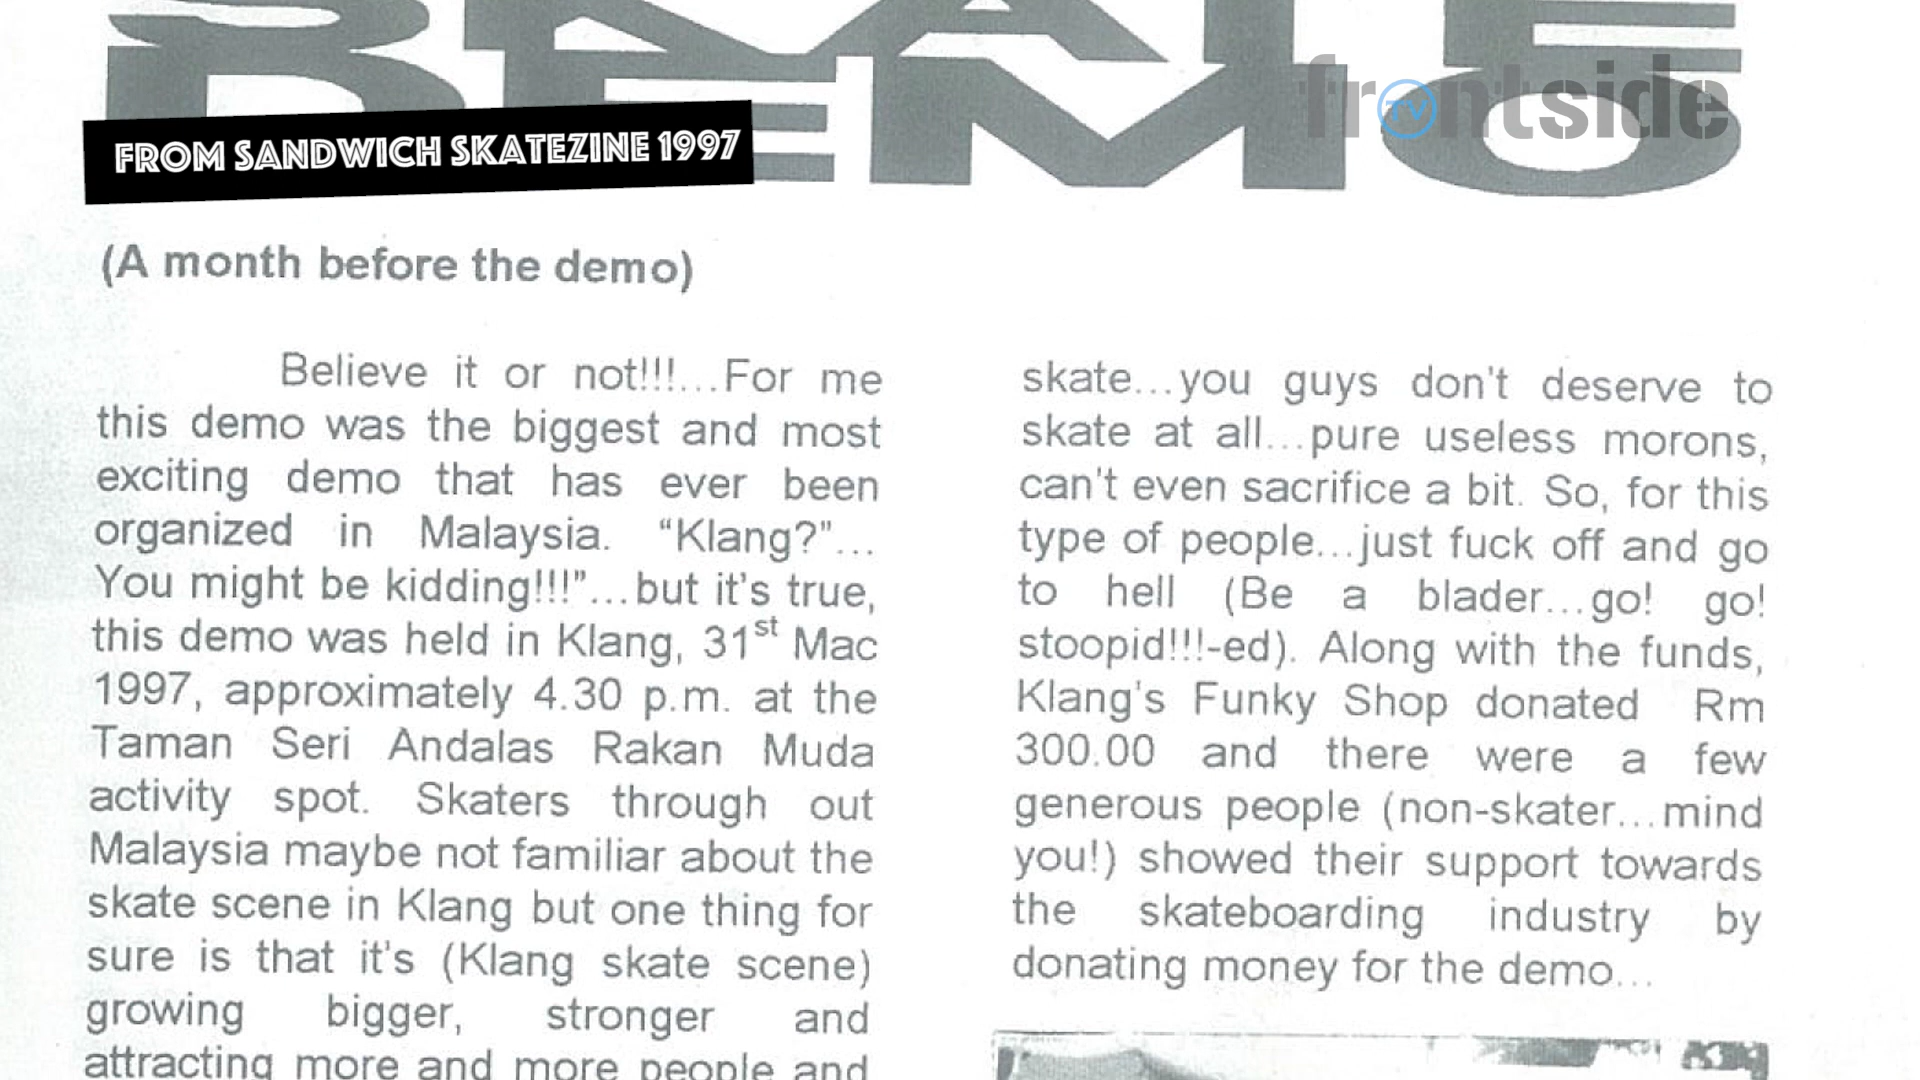 SKATE
DEMO
frontside
TV
FROM SANDWICH SKATEZINE 1997
(A month before the demo)
Believe it or not!!!...For me
this demo was the biggest and most
exciting demo that has ever been
organized in Malaysia. “Klang?”...
You might be kidding!!!”...but it's true,
this demo was held in Klang, 31st Mac
1997, approximately 4.30 p.m. at the
Taman Seri Andalas Rakan Muda
activity spot. Skaters through out
Malaysia maybe not familiar about the
skate scene in Klang but one thing for
sure is that it's (Klang skate scene)
growing bigger, stronger and
attracting more and more people and
skate...you guys don't deserve to
skate at all...pure useless morons,
can't even sacrifice a bit. So, for this
type of people...just fuck off and go
to hell (Be a blader...go! go!
stoopid!!!-ed). Along with the funds,
Klang's Funky Shop donated Rm
300.00 and there were a few
generous people (non-skater...mind
you!) showed their support towards
the skateboarding industry by
donating money for the demo...